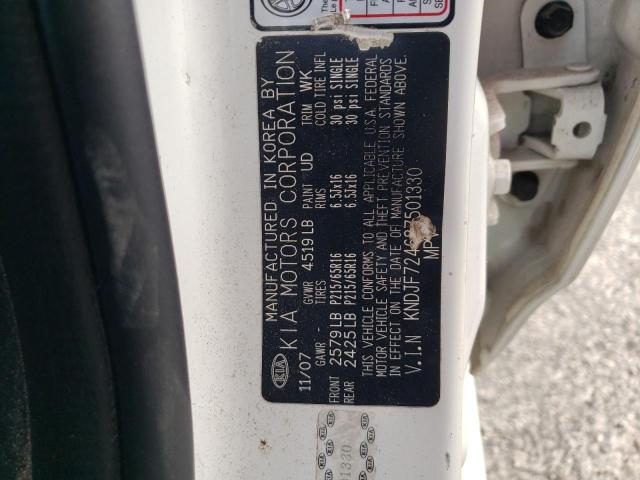 KIA
MANUFACTURED IN KOREA BY
KIA MOTORS CORPORATION
11/07 GVWR 4519 LB PAINT UD TRIM WK
GAWR - TIRES RIMS COLD TIRE INFL
FRONT 2579 LB P215/65R16 6.5Jx16 30 psi SINGLE
REAR 2425 LB P215/65R16 6.5Jx16 30 psi SINGLE
THIS VEHICLE CONFORMS TO ALL APPLICABLE U.S.A. FEDERAL
MOTOR VEHICLE SAFETY AND THEFT PREVENTION STANDARDS
IN EFFECT ON THE DATE OF MANUFACTURE SHOWN ABOVE.
V.I.N